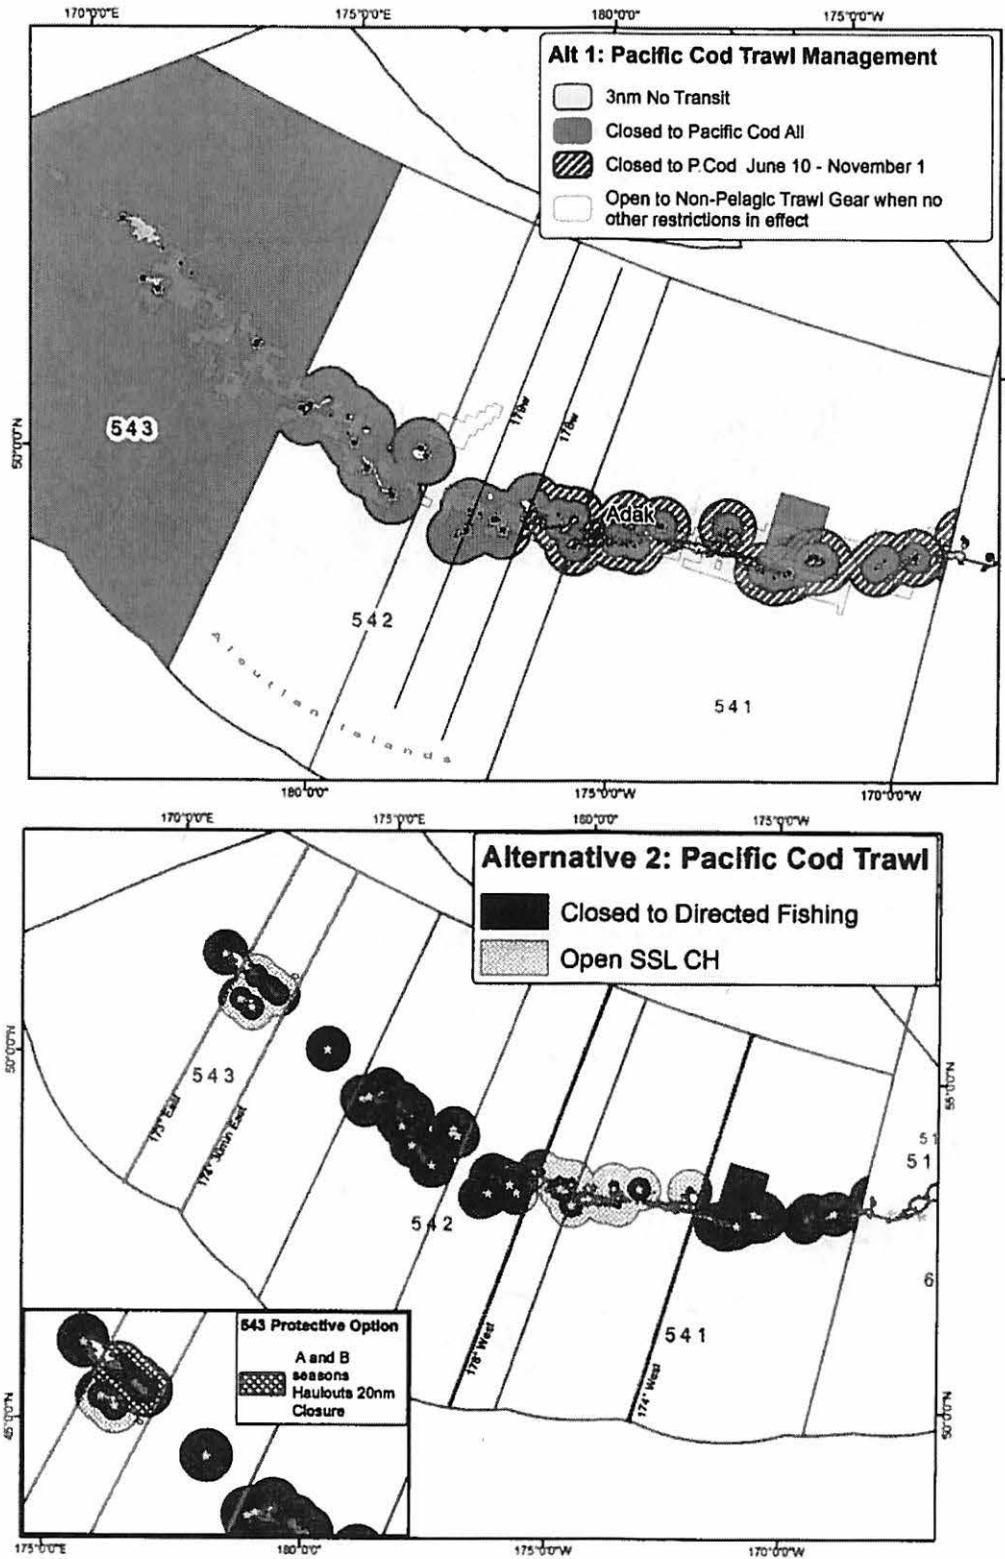 170°0'0"E 175°0'0"E 180°0'0" 175°0'0"W
Alt 1: Pacific Cod Trawl Management
3nm No Transit
Closed to Pacific Cod All
Closed to P.Cod June 10 - November 1
Open to Non-Pelagic Trawl Gear when no
other restrictions in effect
543
50°0'0"N
179w
178w
Adak
542
541
Aleutian Islands
180°0'0" 175°0'0"W 170°0'0"W
170°0'0"E 175°0'0"E 180°0'0" 175°0'0"W
Alternative 2: Pacific Cod Trawl
Closed to Directed Fishing
Open SSL CH
50°0'0"N
543
173° East
174° 30min East
55°0'0"N
51
51
542
6
541
178° West
174° West
543 Protective Option
A and B
seasons
Haulouts 20nm
Closure
45°0'0"N
50°0'0"N
175°0'0"E 180°0'0" 175°0'0"W 170°0'0"W